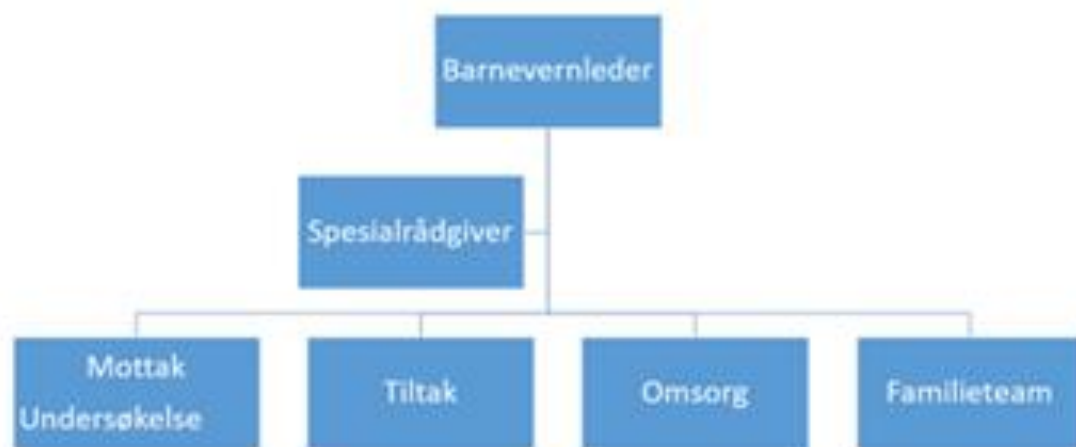 Barnevernleder
Spesialrådgiver
Mottak
Undersøkelse
Tiltak
Omsorg
Familieteam